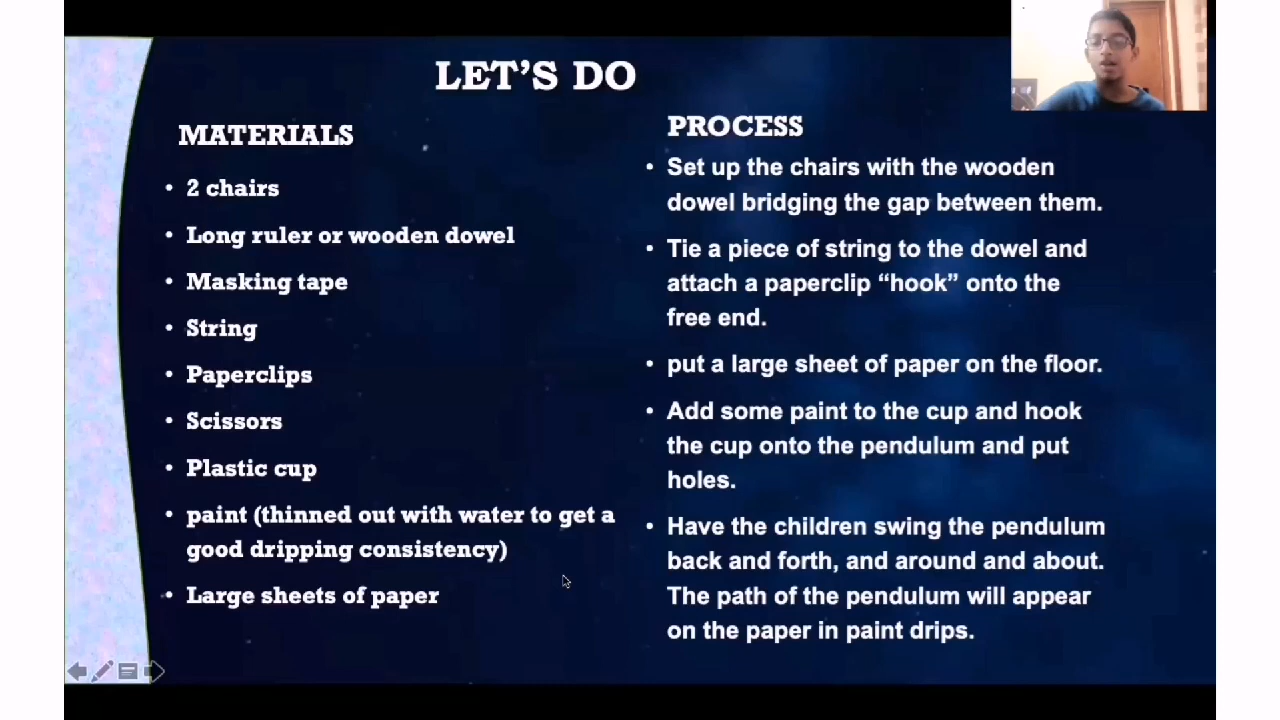 LET’S DO
MATERIALS
• 2 chairs
• Long ruler or wooden dowel
• Masking tape
• String
• Paperclips
• Scissors
• Plastic cup
• paint (thinned out with water to get a
good dripping consistency)
• Large sheets of paper
PROCESS
• Set up the chairs with the wooden
dowel bridging the gap between them.
• Tie a piece of string to the dowel and
attach a paperclip “hook” onto the
free end.
• put a large sheet of paper on the floor.
• Add some paint to the cup and hook
the cup onto the pendulum and put
holes.
• Have the children swing the pendulum
back and forth, and around and about.
The path of the pendulum will appear
on the paper in paint drips.